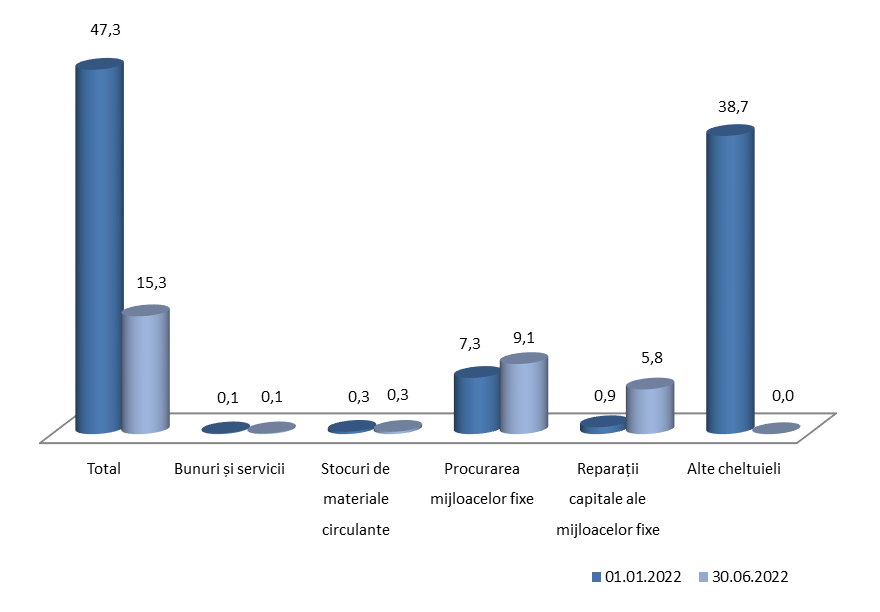 47,3
15,3
0,1
0,1
0,3
0,3
7,3
9,1
0,9
5,8
38,7
0,0
Total
Bunuri și servicii
Stocuri de
materiale
circulante
Procurarea
mijloacelor fixe
Reparații
capitale ale
mijloacelor fixe
Alte cheltuieli
01.01.2022
30.06.2022